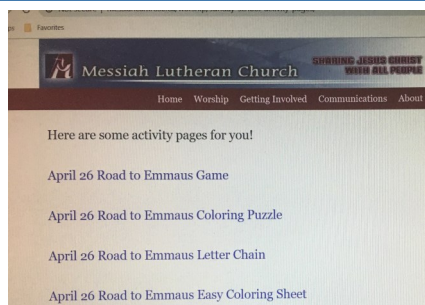 Favorites
Messiah Lutheran Church
SHARING JESUS CHRIST
WITH ALL PEOPLE
Home Worship Getting Involved Communications About
Here are some activity pages for you!
April 26 Road to Emmaus Game
April 26 Road to Emmaus Coloring Puzzle
April 26 Road to Emmaus Letter Chain
April 26 Road to Emmaus Easy Coloring Sheet